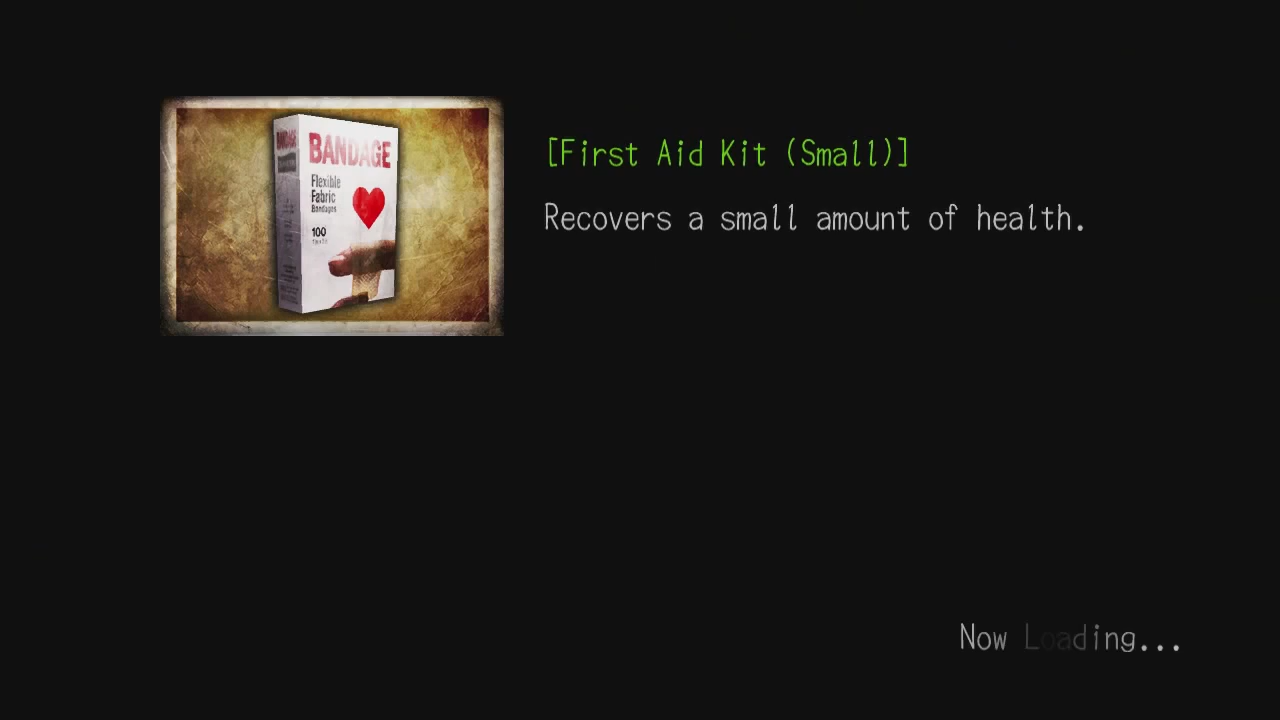 BANDAGE
Flexible
Fabric
Bandages
100
[First Aid Kit (Small)]
Recovers a small amount of health.
Now Loading...